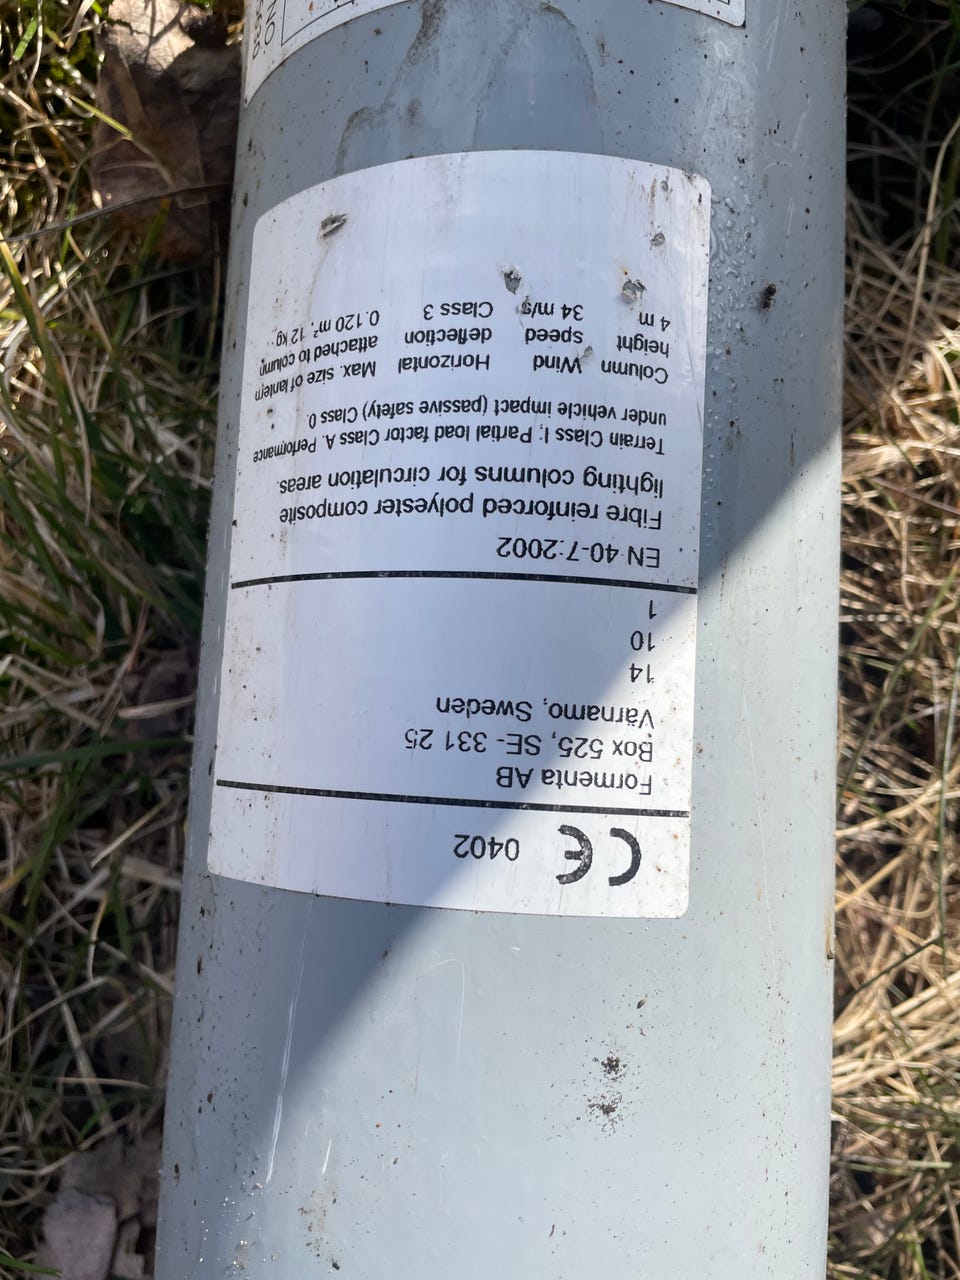 CE 0402
Formenta AB
Box 525, SE- 331 25
Värnamo, Sweden
14
10
1
EN 40-7:2002
Fibre reinforced polyester composite
lighting columns for circulation areas.
Terrain Class I; Partial load factor Class A. Performance
under vehicle impact (passive safety) Class 0.
Column Wind Horizontal Max. size of lantern
height speed deflection attached to column
4 m 34 m/s Class 3 0.120 m², 12 kg